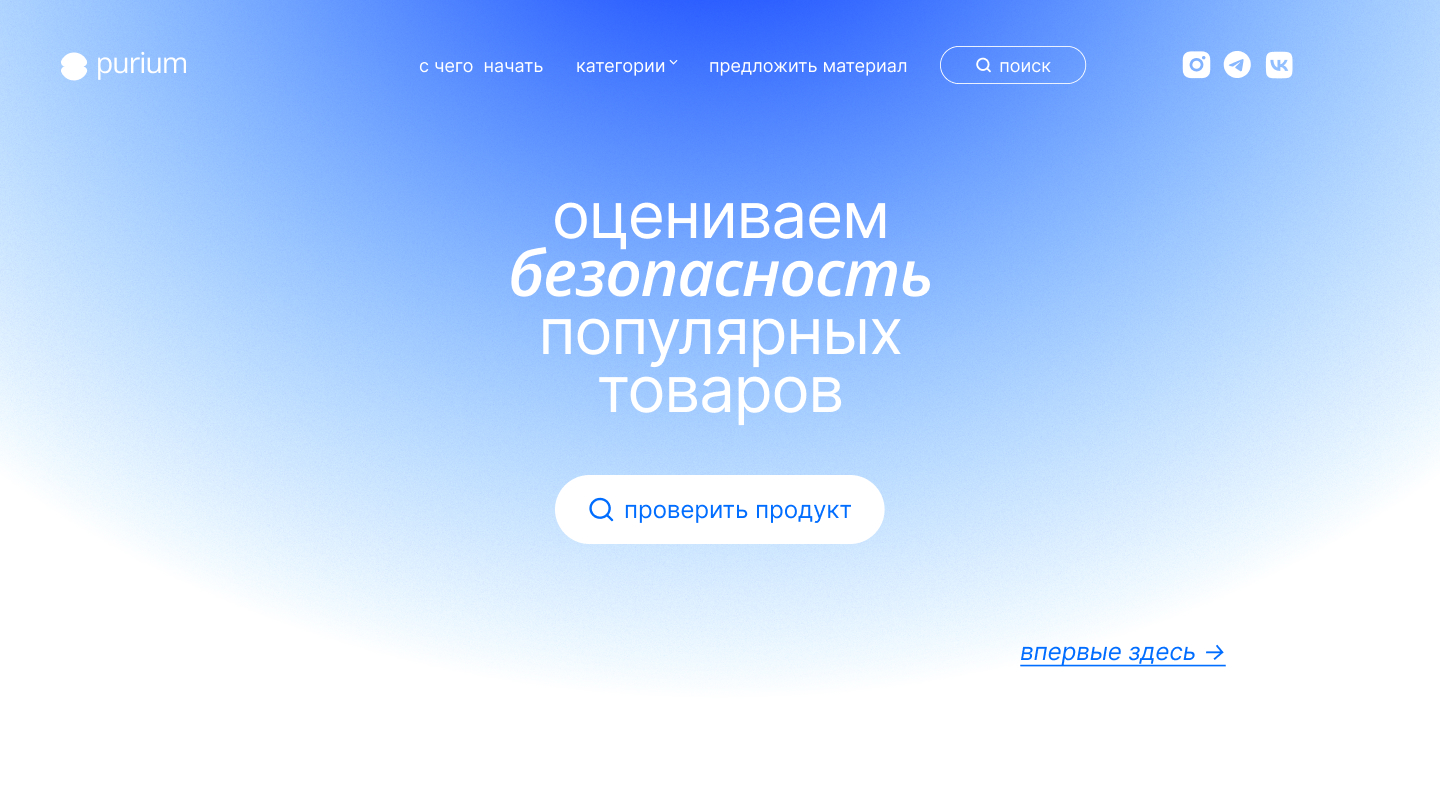 purium
с чего начать
категории
предложить материал
поиск
оцениваем
безопасность
популярных
товаров
проверить продукт
впервые здесь →